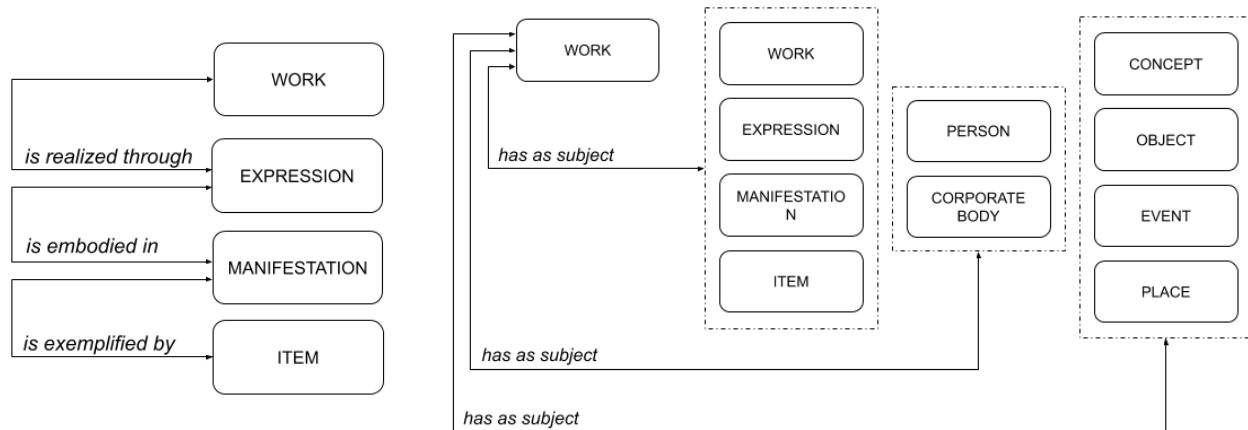 WORK
is realized through
EXPRESSION
is embodied in
MANIFESTATION
is exemplified by
ITEM
WORK
has as subject
WORK
EXPRESSION
MANIFESTATIO
N
ITEM
has as subject
PERSON
CORPORATE
BODY
has as subject
CONCEPT
OBJECT
EVENT
PLACE